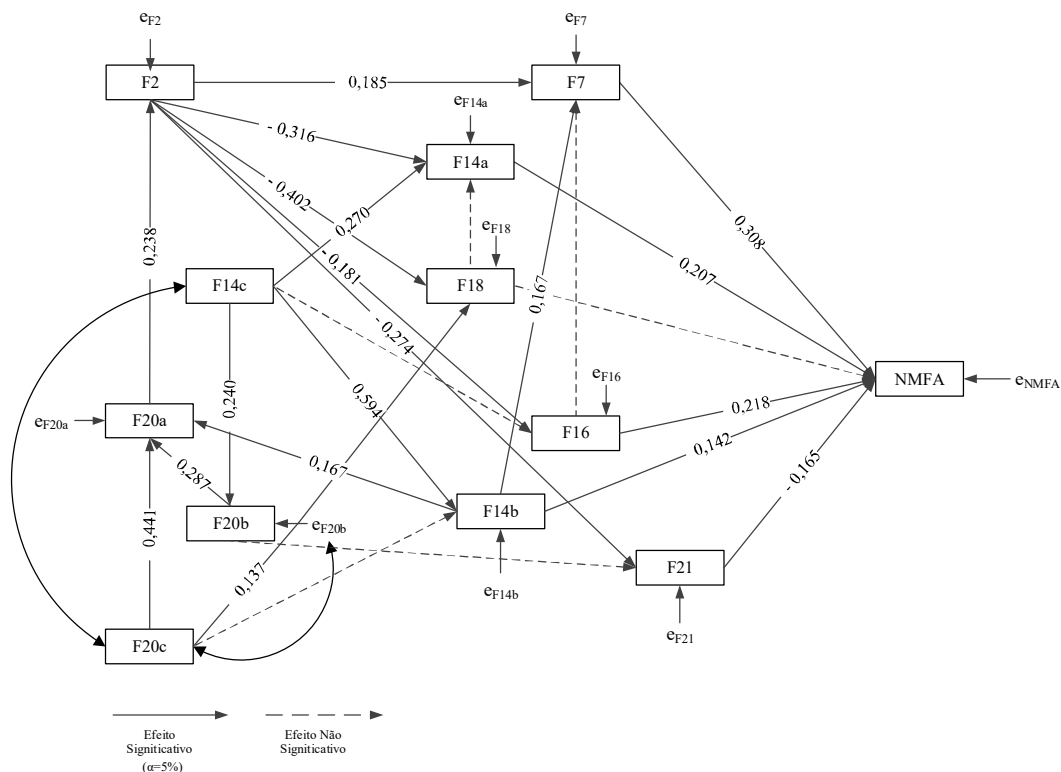 eF2
eF7
F2
0,185
F7
eF14a
- 0,316
F14a
- 0,402
0,270
eF18
0,308
0,238
- 0,181
0,207
F14c
F18
0,167
- 0,274
eF16
NMFA
eNMFA
0,240
0,594
0,218
eF20a
F20a
F16
0,142
0,167
0,287
- 0,165
F14b
F20b
eF20b
0,441
F21
0,137
eF14b
eF21
F20c
Efeito
Signiticativo
(α=5%)
Efeito Não
Signiticativo